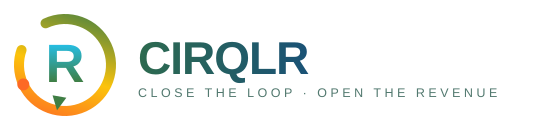 R
CIRQLR
CLOSE THE LOOP · OPEN THE REVENUE